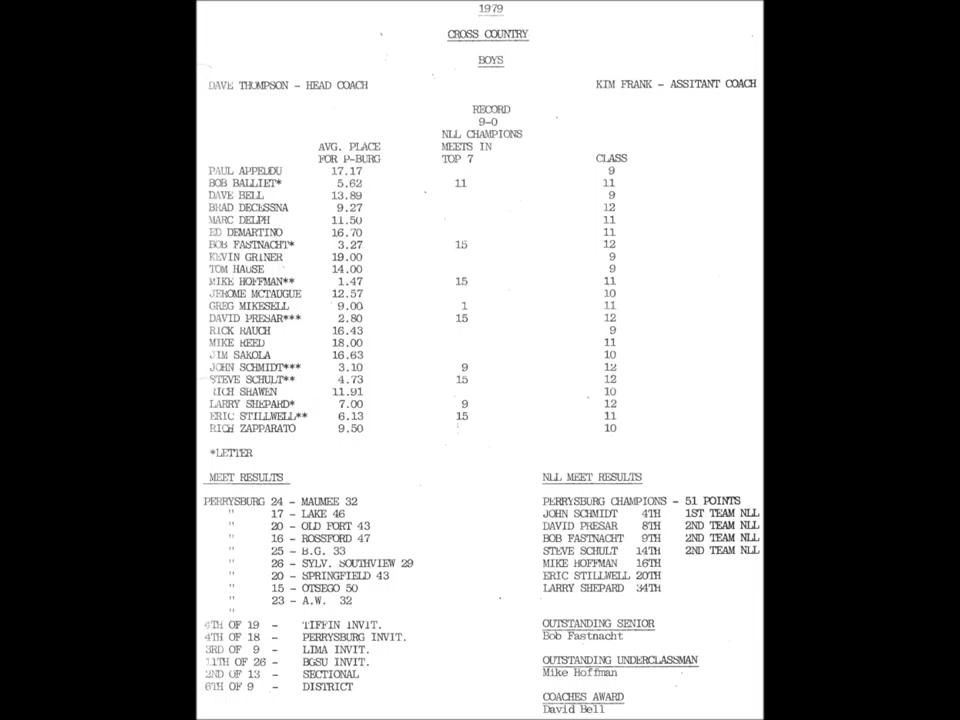 1979
CROSS COUNTRY
BOYS
DAVE THOMPSON - HEAD COACH KIM FRANK - ASSITANT COACH
RECORD
9-0
NLL CHAMPIONS
AVG. PLACE MEETS IN
FOR P-BURG TOP 7 CLASS
PAUL 17.17 9
BOB BALLIET* 5.62 11 11
DAVE BELL 13.89 9
BRAD DECESSNA 9.27 12
MARC DELPH 11.50 11
ED DEMARTINO 16.70 11
BOB FASTNACHT* 3.27 15 12
KEVIN GRINER 19.00 9
TOM HAUSE 14.00 9
MIKE HOFFMAN** 1.47 15 11
JEROME MCTAUGUE 12.57 10
GREG MIKESELL 9.00 1 11
DAVID PRESAR*** 2.80 15 12
RICK RAUCH 16.43 9
MIKE REED 18.00 11
JIM SAKOLA 16.63 10
JOHN SCHMIDT*** 3.10 9 12
STEVE SCHULT** 4.73 15 12
RICH SHAWEN 11.91 10
LARRY SHEPARD* 7.00 9 12
ERIC STILLWELL** 6.13 15 11
RICH ZAPPARATO 9.50 10
*LETTER
MEET RESULTS NLL MEET RESULTS
PERRYSBURG 24 - MAUMEE 32 PERRYSBURG CHAMPIONS - 51 POINTS
" 17 - LAKE 46 JOHN SCHMIDT 4TH 1ST TEAM NLL
" 20 - OLD FORT 43 DAVID PRESAR 8TH 2ND TEAM NLL
" 16 - ROSSFORD 47 BOB FASTNACHT 9TH 2ND TEAM NLL
" 25 - B.G. 33 STEVE SCHULT 14TH 2ND TEAM NLL
" 26 - SYLV. SOUTHVIEW 29 MIKE HOFFMAN 16TH
" 20 - SPRINGFIELD 43 ERIC STILLWELL 20TH
" 15 - OTSEGO 50 LARRY SHEPARD 34TH
" 23 - A.W. 32
"
4TH OF 19 - TIFFIN INVIT. OUTSTANDING SENIOR
4TH OF 18 - PERRYSBURG INVIT. Bob Fastnacht
3RD OF 9 - LIMA INVIT.
11TH OF 26 - BGSU INVIT. OUTSTANDING UNDERCLASSMAN
2ND OF 13 - SECTIONAL Mike Hoffman
6TH OF 9 - DISTRICT
COACHES AWARD
David Bell